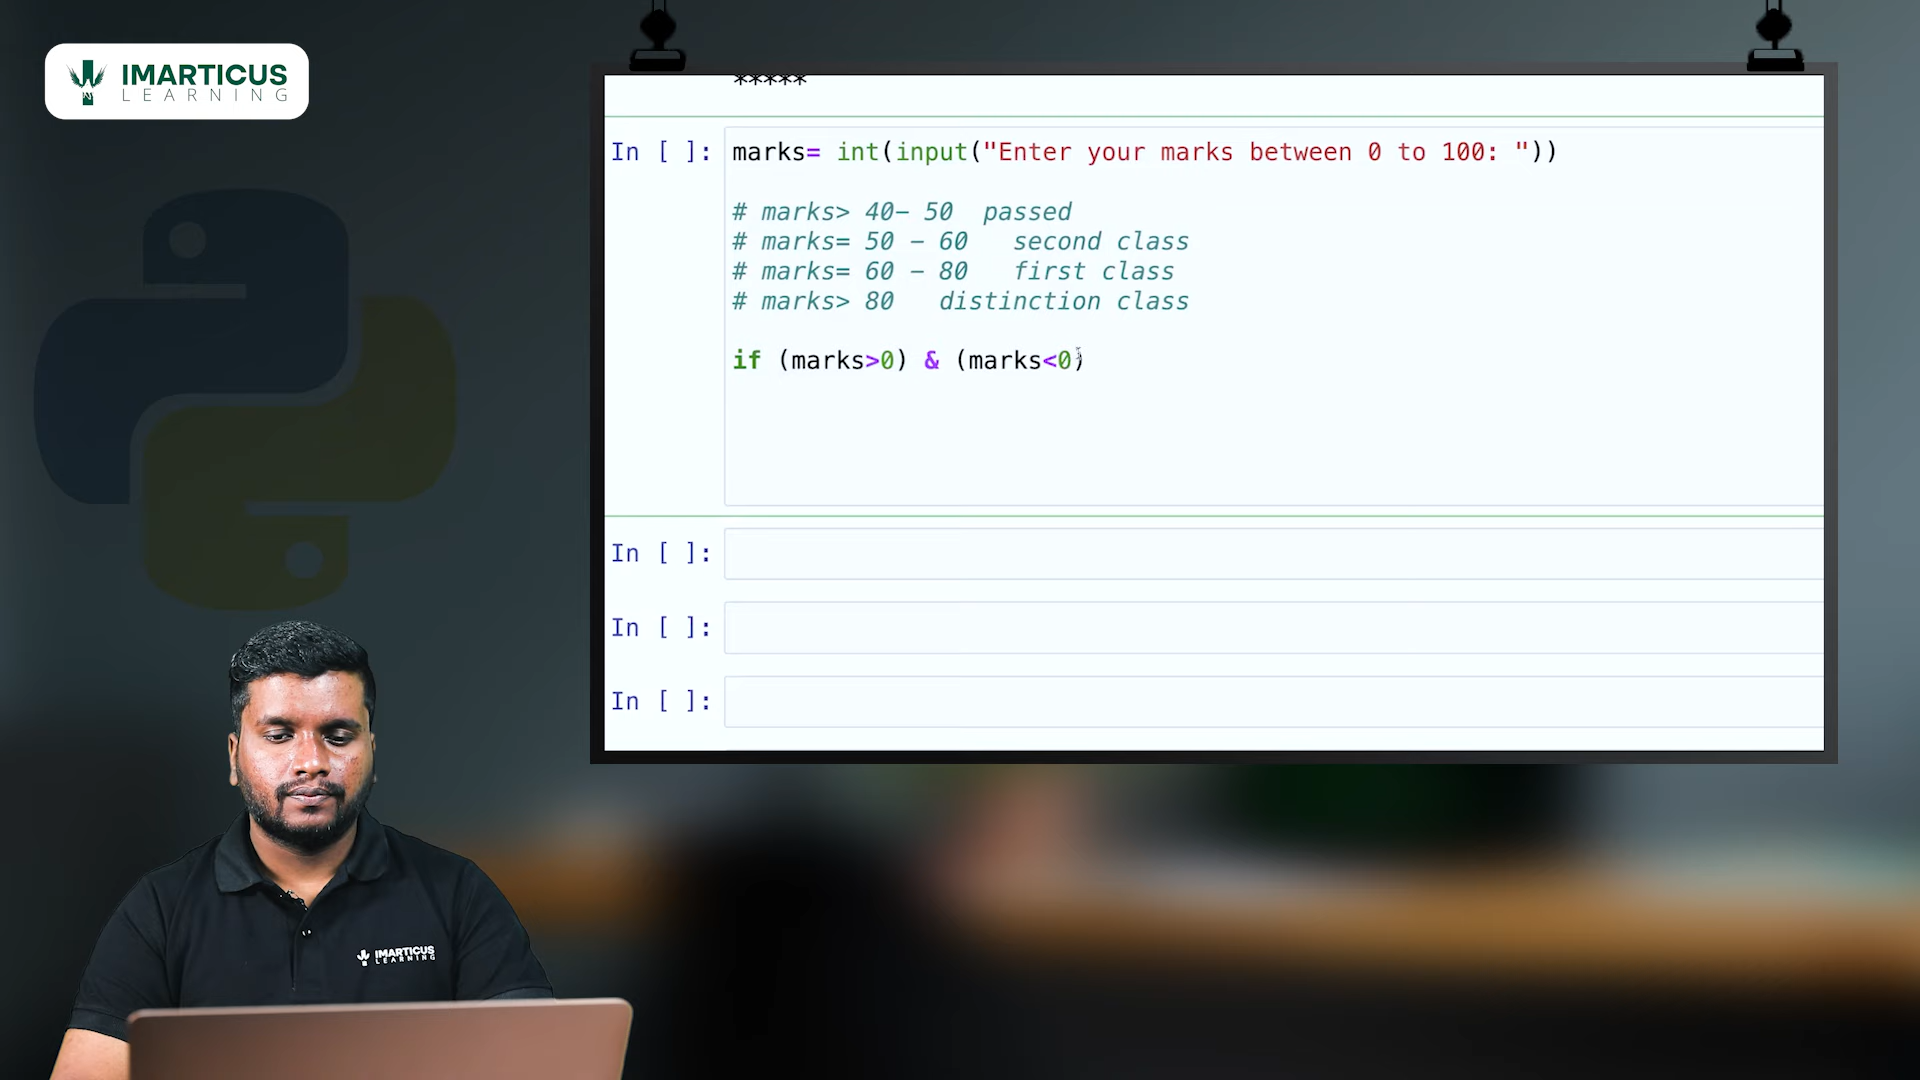 IMARTICUS
LEARNING
*****
In [ ]: marks= int(input("Enter your marks between 0 to 100: "))
# marks> 40- 50  passed
# marks= 50 - 60   second class
# marks= 60 - 80   first class
# marks> 80   distinction class
if (marks>0) & (marks<0)
In [ ]:
In [ ]:
In [ ]:
IMARTICUS
LEARNING